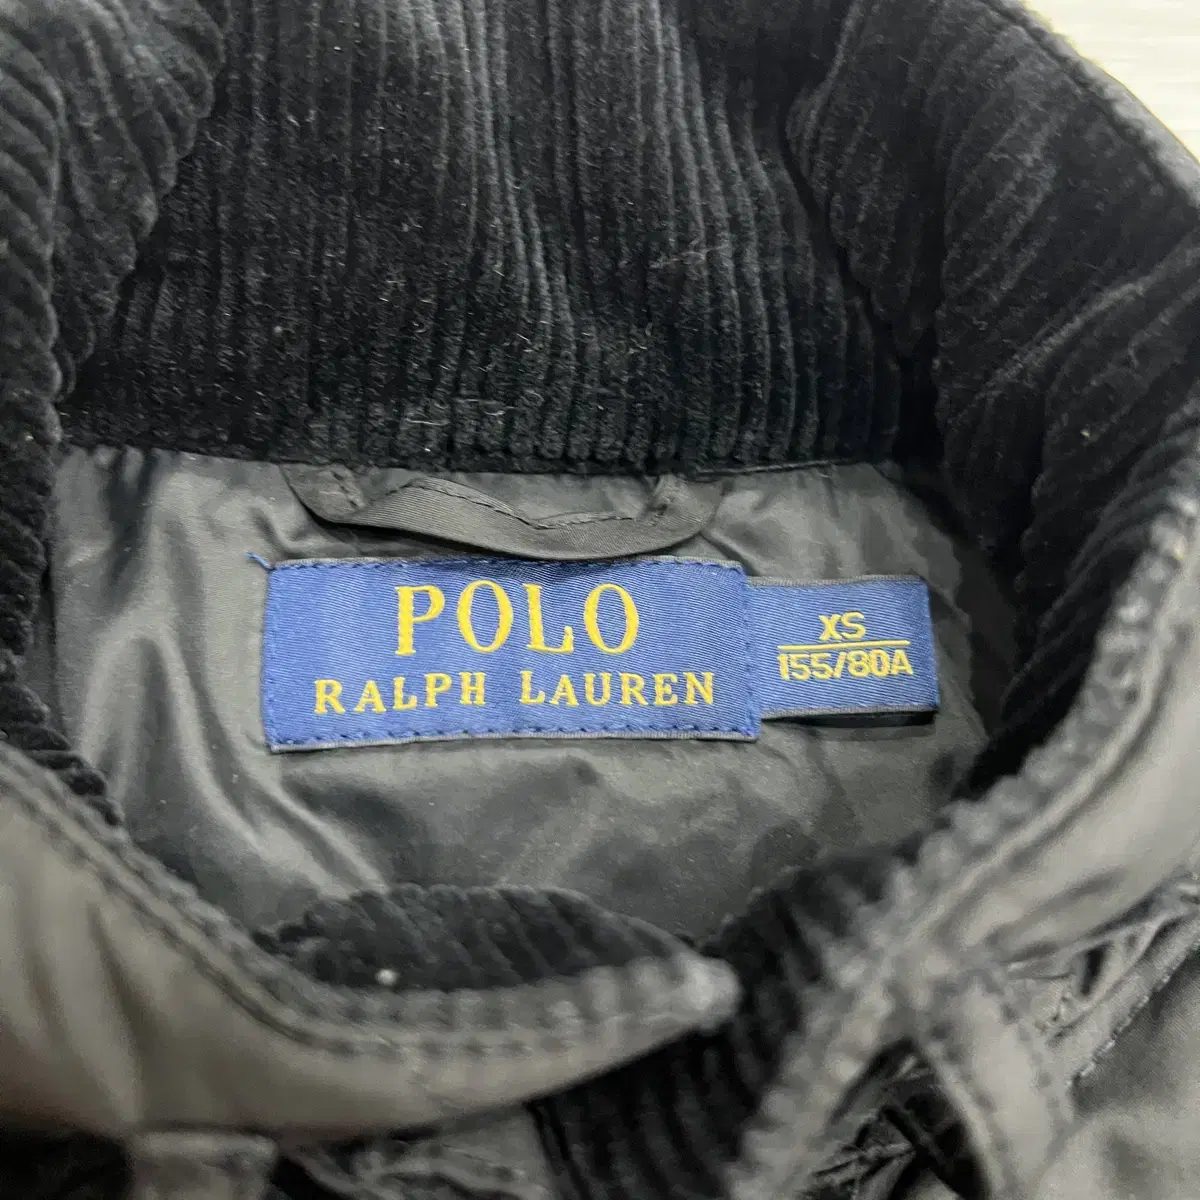 POLO
RALPH LAUREN
XS
155/80A